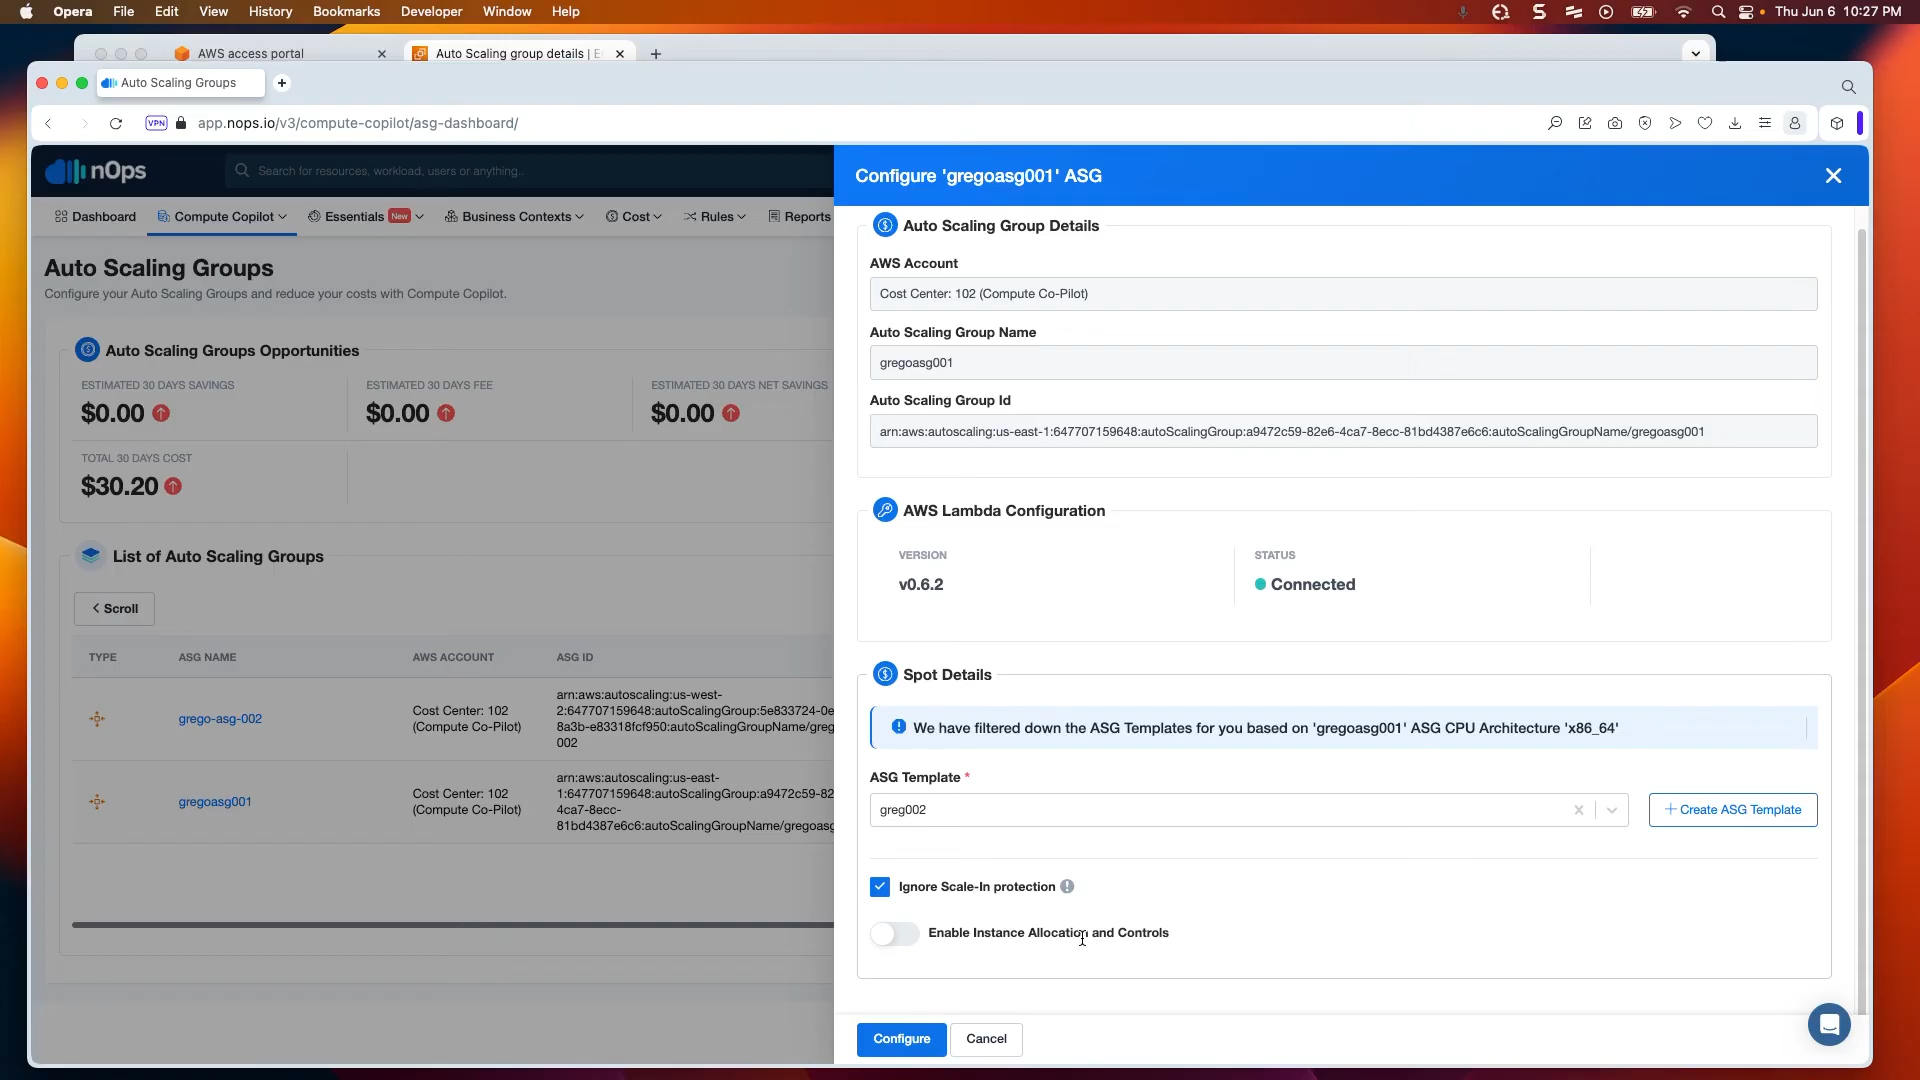 Opera File Edit View History Bookmarks Developer Window Help Thu Jun 6 10:27 PM
AWS access portal
Auto Scaling group details | E
Auto Scaling Groups
VPN app.nops.io/v3/compute-copilot/asg-dashboard/
nOps
Search for resources, workload, users or anything..
Dashboard Compute Copilot Essentials New Business Contexts Cost Rules Reports
Auto Scaling Groups
Configure your Auto Scaling Groups and reduce your costs with Compute Copilot.
Auto Scaling Groups Opportunities
ESTIMATED 30 DAYS SAVINGS ESTIMATED 30 DAYS FEE ESTIMATED 30 DAYS NET SAVINGS
$0.00 $0.00 $0.00
TOTAL 30 DAYS COST
$30.20
List of Auto Scaling Groups
Scroll
TYPE ASG NAME AWS ACCOUNT ASG ID
grego-asg-002
Cost Center: 102
(Compute Co-Pilot)
arn:aws:autoscaling:us-west-
2:647707159648:autoScalingGroup:5e833724-0e
8a3b-e83318fcf950:autoScalingGroupName/greg
002
gregoasg001
Cost Center: 102
(Compute Co-Pilot)
arn:aws:autoscaling:us-east-
1:647707159648:autoScalingGroup:a9472c59-82
4ca7-8ecc-
81bd4387e6c6:autoScalingGroupName/gregoasg
Configure 'gregoasg001' ASG
Auto Scaling Group Details
AWS Account
Cost Center: 102 (Compute Co-Pilot)
Auto Scaling Group Name
gregoasg001
Auto Scaling Group Id
arn:aws:autoscaling:us-east-1:647707159648:autoScalingGroup:a9472c59-82e6-4ca7-8ecc-81bd4387e6c6:autoScalingGroupName/gregoasg001
AWS Lambda Configuration
VERSION STATUS
v0.6.2 Connected
Spot Details
We have filtered down the ASG Templates for you based on 'gregoasg001' ASG CPU Architecture 'x86_64'
ASG Template *
greg002
+ Create ASG Template
Ignore Scale-In protection
Enable Instance Allocation and Controls
Configure Cancel